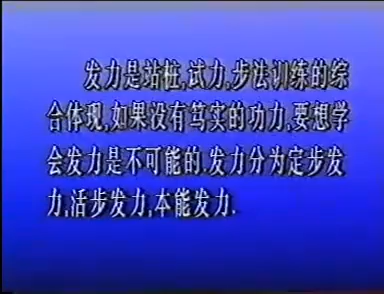 发力是站桩,试力,步法训练的综
合体现,如果没有笃实的功力,要想学
会发力是不可能的.发力分为定步发
力,活步发力,本能发力.